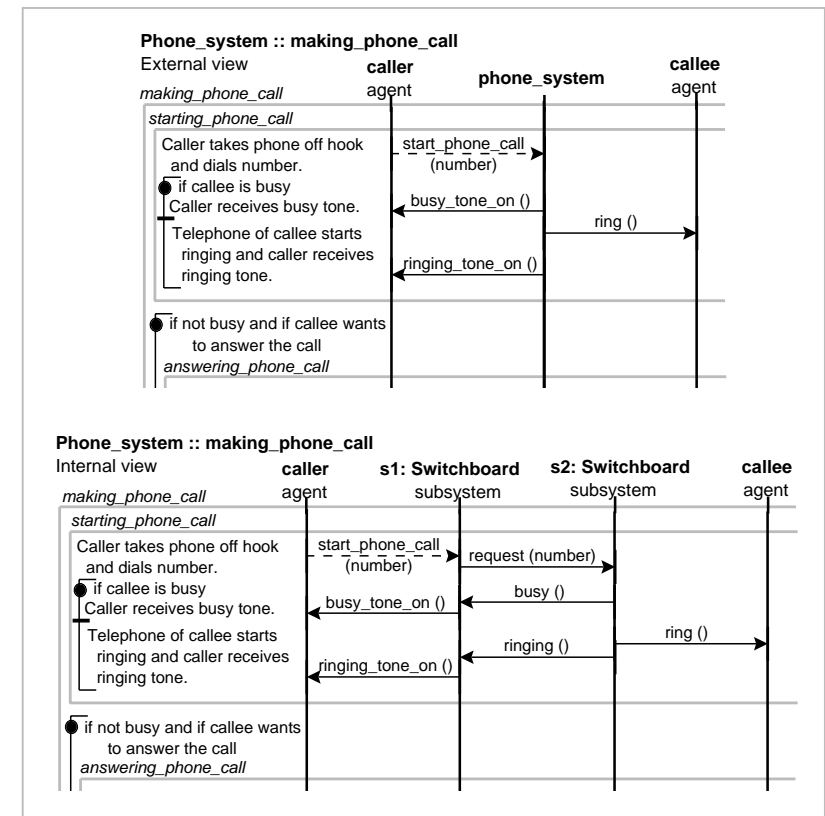 Phone_system :: making_phone_call
External view
caller
agent
phone_system
callee
agent
making_phone_call
starting_phone_call
Caller takes phone off hook
and dials number.
start_phone_call
(number)
if callee is busy
Caller receives busy tone.
busy_tone_on ()
Telephone of callee starts
ringing and caller receives
ringing tone.
ring ()
ringing_tone_on ()
if not busy and if callee wants
to answer the call
answering_phone_call
Phone_system :: making_phone_call
Internal view
caller
agent
s1: Switchboard
subsystem
s2: Switchboard
subsystem
callee
agent
making_phone_call
starting_phone_call
Caller takes phone off hook
and dials number.
start_phone_call
(number)
request (number)
if callee is busy
Caller receives busy tone.
busy_tone_on ()
busy ()
Telephone of callee starts
ringing and caller receives
ringing tone.
ring ()
ringing ()
ringing_tone_on ()
if not busy and if callee wants
to answer the call
answering_phone_call